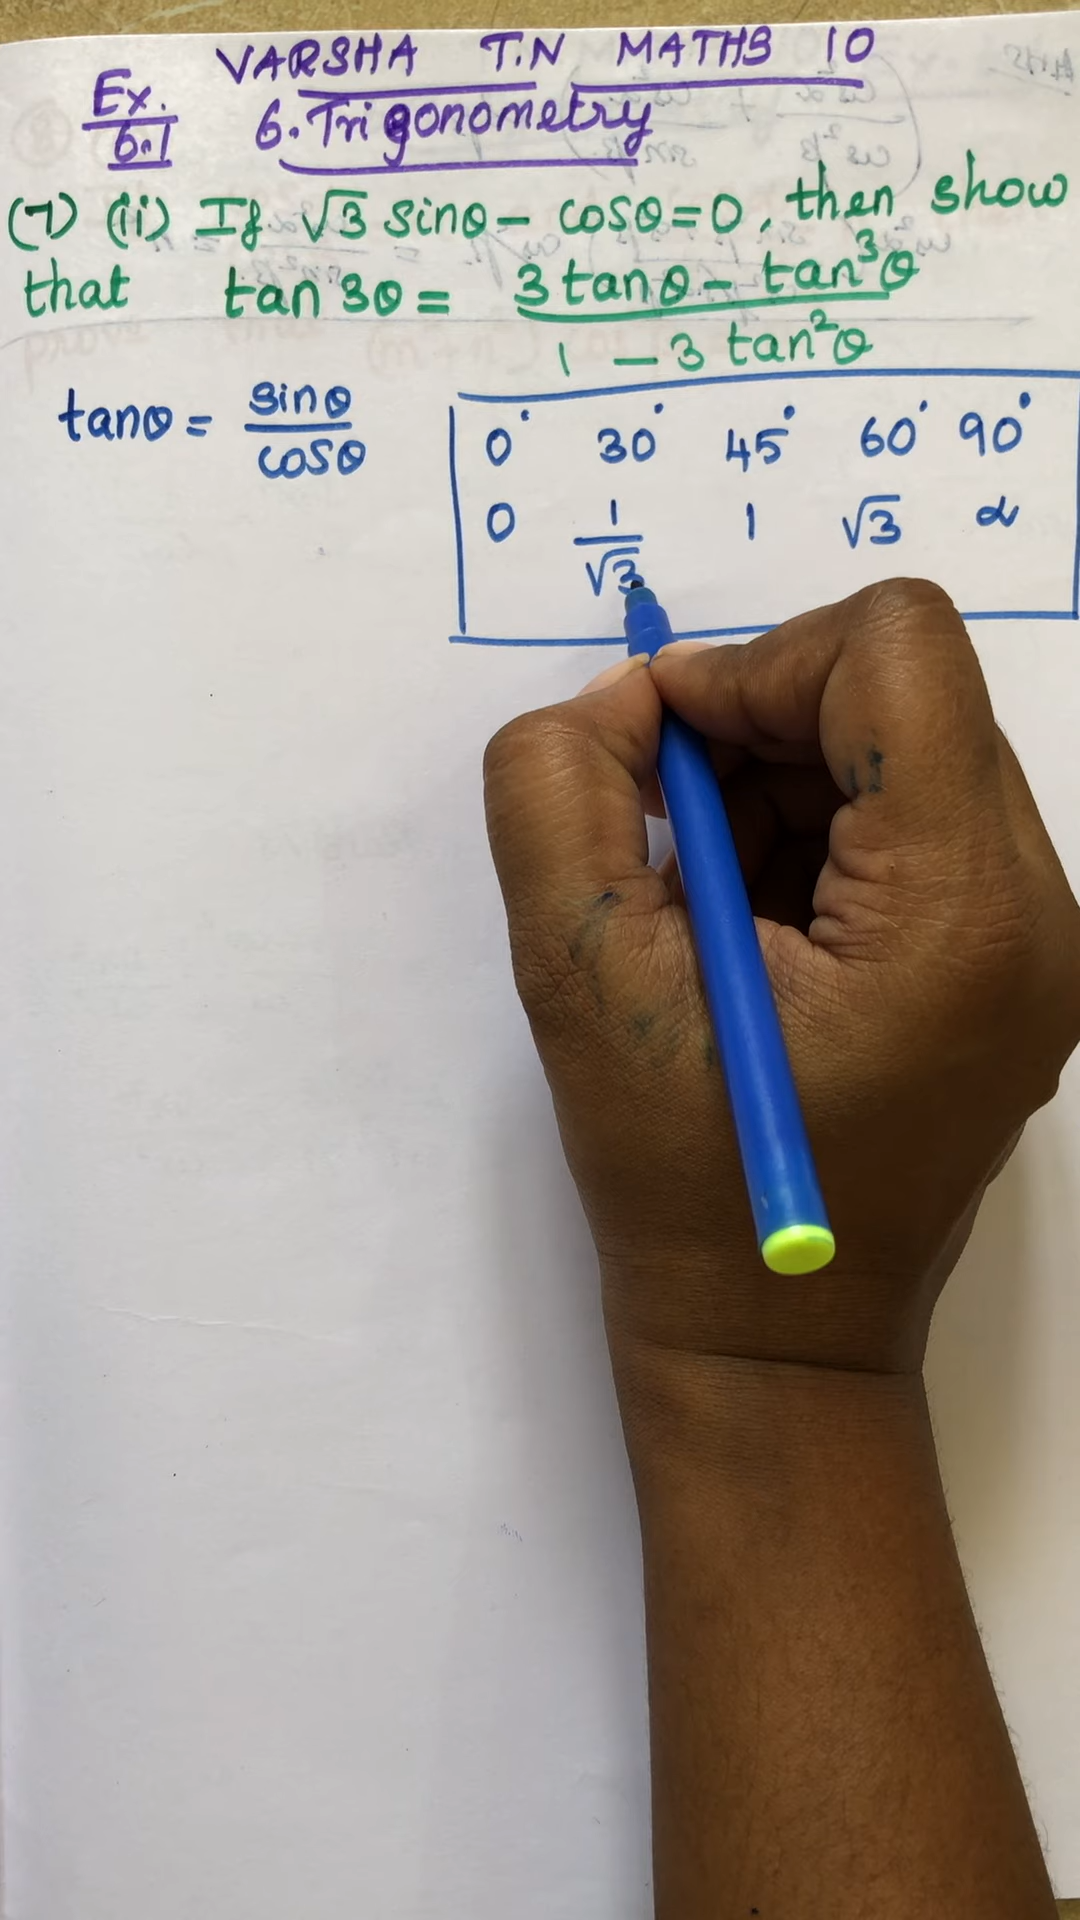 VARSHA T.N MATHS 10
Ex. 6.1
6. Trigonometry
(7) (ii) If √3 sinθ - cosθ = 0, then show
that tan 3θ = (3 tanθ - tan³θ) / (1 - 3 tan²θ)
tanθ = sinθ / cosθ
0° 30° 45° 60° 90°
0 1/√3 1 √3 α